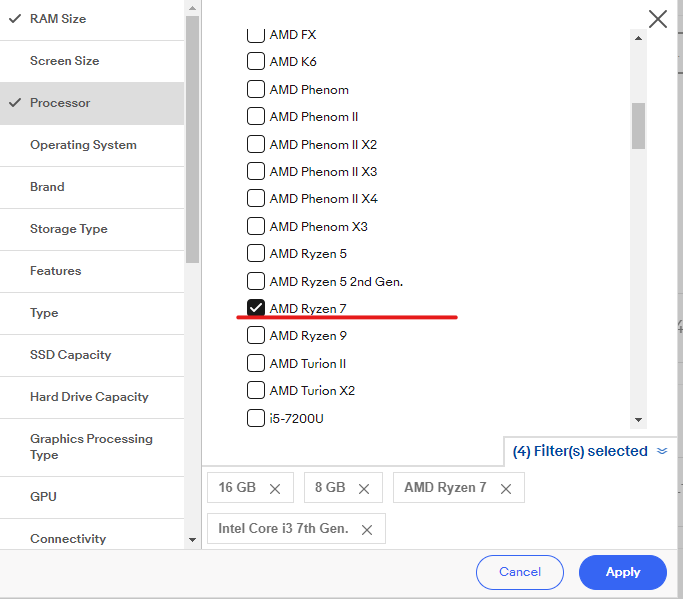 RAM Size
Screen Size
Processor
Operating System
Brand
Storage Type
Features
Type
SSD Capacity
Hard Drive Capacity
Graphics Processing
Type
GPU
Connectivity
AMD FX
AMD K6
AMD Phenom
AMD Phenom II
AMD Phenom II X2
AMD Phenom II X3
AMD Phenom II X4
AMD Phenom X3
AMD Ryzen 5
AMD Ryzen 5 2nd Gen.
AMD Ryzen 7
AMD Ryzen 9
AMD Turion II
AMD Turion X2
i5-7200U
(4) Filter(s) selected
16 GB
8 GB
AMD Ryzen 7
Intel Core i3 7th Gen.
Cancel
Apply